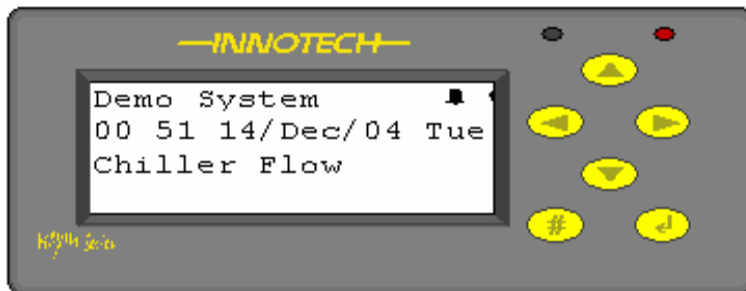 INNOTECH
Demo System
00 51 14/Dec/04 Tue
Chiller Flow
#